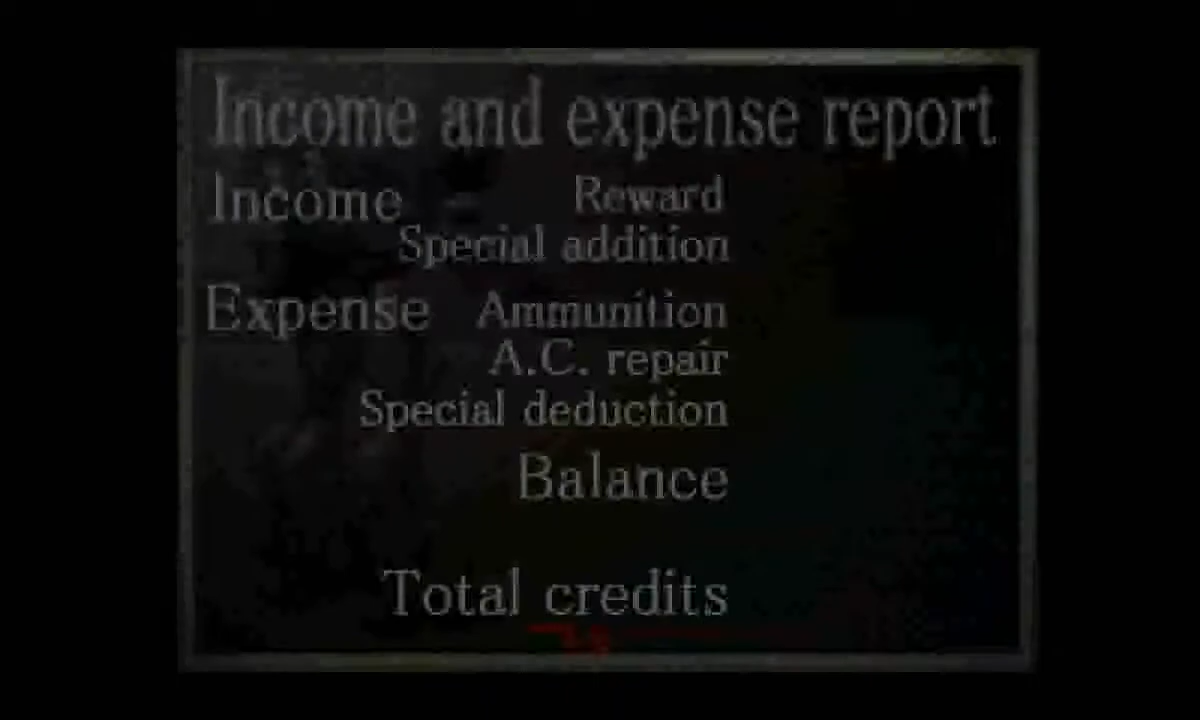 Income and expense report
Income Reward
Special addition
Expense Ammunition
A.C. repair
Special deduction
Balance
Total credits